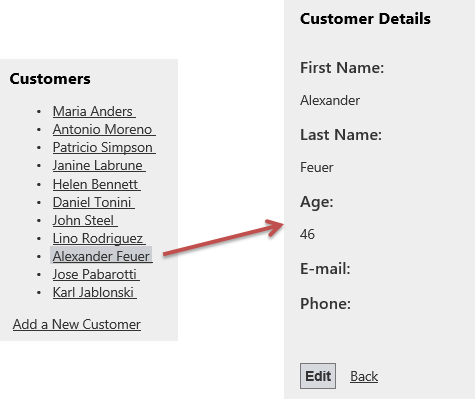 Customers
• Maria Anders
• Antonio Moreno
• Patricio Simpson
• Janine Labrune
• Helen Bennett
• Daniel Tonini
• John Steel
• Lino Rodriguez
• Alexander Feuer
• Jose Pabarotti
• Karl Jablonski
Add a New Customer
Customer Details
First Name:
Alexander
Last Name:
Feuer
Age:
46
E-mail:
Phone:
Edit Back